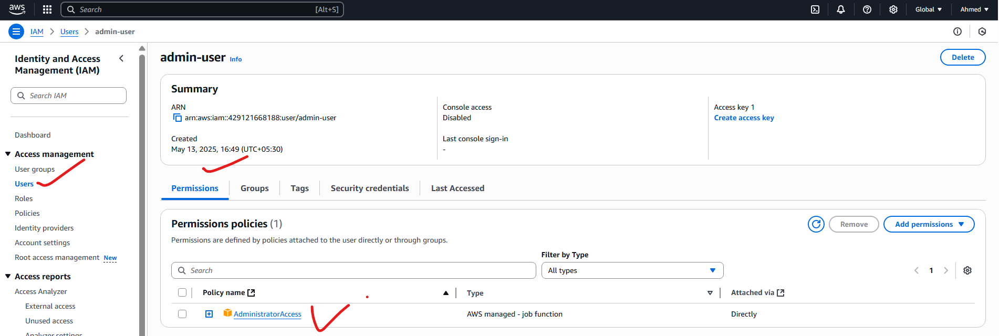 aws
Search
[Alt+S]
Global
Ahmed
IAM
Users
admin-user
Identity and Access
Management (IAM)
Search IAM
Dashboard
Access management
User groups
Users
Roles
Policies
Identity providers
Account settings
Root access management New
Access reports
Access Analyzer
External access
Unused access
Analyzer settings
admin-user Info
Delete
Summary
ARN
arn:aws:iam::429121668188:user/admin-user
Created
May 13, 2025, 16:49 (UTC+05:30)
Console access
Disabled
Last console sign-in
-
Access key 1
Create access key
Permissions
Groups
Tags
Security credentials
Last Accessed
Permissions policies (1)
Remove
Add permissions
Permissions are defined by policies attached to the user directly or through groups.
Filter by Type
Search
All types
1
Policy name
Type
Attached via
AdministratorAccess
AWS managed - job function
Directly